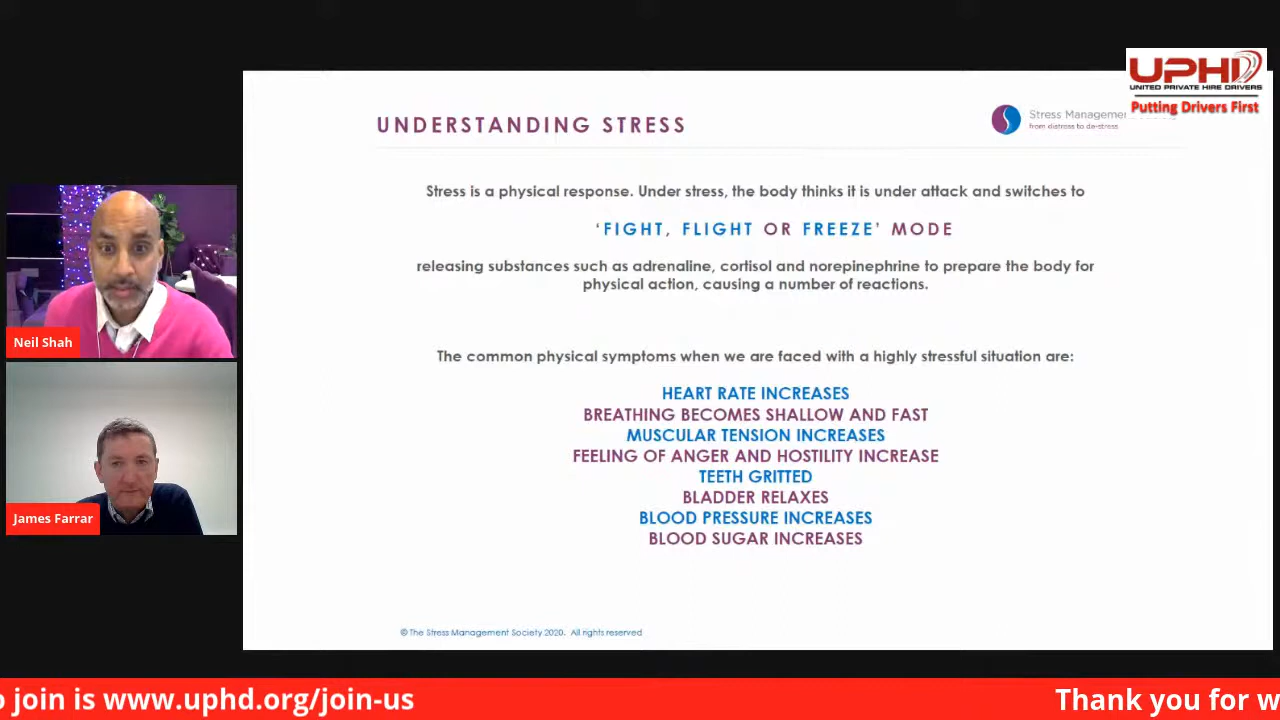 UPHD
UNITED PRIVATE HIRE DRIVERS
Putting Drivers First
UNDERSTANDING STRESS
Stress Managemen
from distress to de-stress
Stress is a physical response. Under stress, the body thinks it is under attack and switches to
‘FIGHT, FLIGHT OR FREEZE’ MODE
releasing substances such as adrenaline, cortisol and norepinephrine to prepare the body for
physical action, causing a number of reactions.
The common physical symptoms when we are faced with a highly stressful situation are:
HEART RATE INCREASES
BREATHING BECOMES SHALLOW AND FAST
MUSCULAR TENSION INCREASES
FEELING OF ANGER AND HOSTILITY INCREASE
TEETH GRITTED
BLADDER RELAXES
BLOOD PRESSURE INCREASES
BLOOD SUGAR INCREASES
© The Stress Management Society 2020. All rights reserved
Neil Shah
James Farrar
o join is www.uphd.org/join-us
Thank you for w